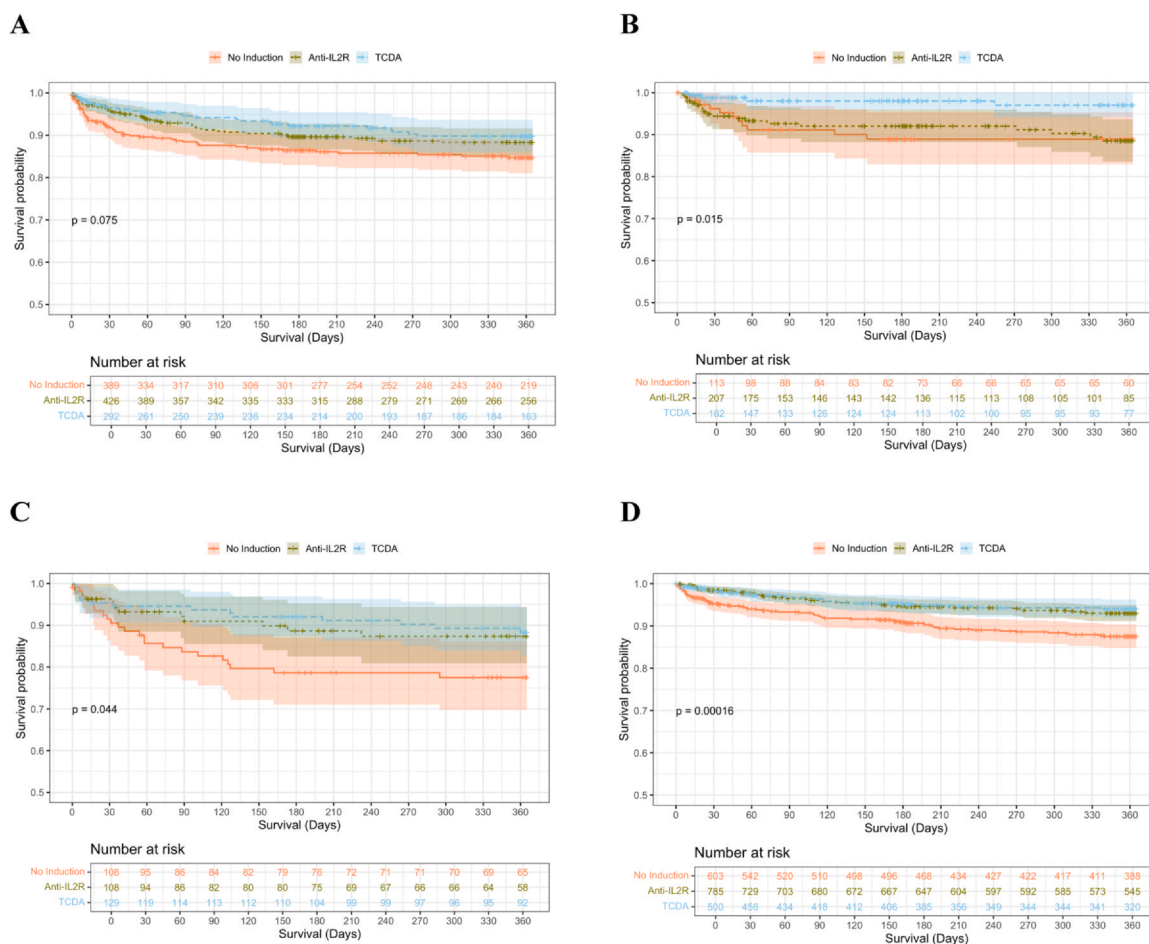 A
No Induction Anti-IL2R TCDA
Survival probability
1.0
0.9
0.8
0.7
0.6
0.5
p = 0.075
0 30 60 90 120 150 180 210 240 270 300 330 360
Survival (Days)
Number at risk
No Induction 389 334 317 310 306 301 277 254 252 248 243 240 219
Anti-IL2R 426 389 357 342 335 333 315 288 279 271 269 266 256
TCDA 292 261 250 239 236 234 214 200 193 187 186 184 163
0 30 60 90 120 150 180 210 240 270 300 330 360
Survival (Days)
B
No Induction Anti-IL2R TCDA
Survival probability
1.0
0.9
0.8
0.7
0.6
0.5
p = 0.015
0 30 60 90 120 150 180 210 240 270 300 330 360
Survival (Days)
Number at risk
No Induction 113 98 88 84 83 82 73 66 66 65 65 65 60
Anti-IL2R 207 175 153 146 143 142 136 115 113 108 105 101 85
TCDA 182 147 133 126 124 124 113 102 100 95 95 93 77
0 30 60 90 120 150 180 210 240 270 300 330 360
Survival (Days)
C
No Induction Anti-IL2R TCDA
Survival probability
1.0
0.9
0.8
0.7
0.6
0.5
p = 0.044
0 30 60 90 120 150 180 210 240 270 300 330 360
Survival (Days)
Number at risk
No Induction 108 95 86 84 82 79 76 72 71 71 70 69 65
Anti-IL2R 108 94 86 82 80 80 75 69 67 66 66 64 58
TCDA 129 119 114 113 112 110 104 99 99 97 96 95 92
0 30 60 90 120 150 180 210 240 270 300 330 360
Survival (Days)
D
No Induction Anti-IL2R TCDA
Survival probability
1.0
0.9
0.8
0.7
0.6
0.5
p = 0.00016
0 30 60 90 120 150 180 210 240 270 300 330 360
Survival (Days)
Number at risk
No Induction 603 542 520 510 498 496 468 434 427 422 417 411 388
Anti-IL2R 785 729 703 680 672 667 647 604 597 592 585 573 545
TCDA 500 456 434 418 412 406 385 356 349 344 344 341 320
0 30 60 90 120 150 180 210 240 270 300 330 360
Survival (Days)